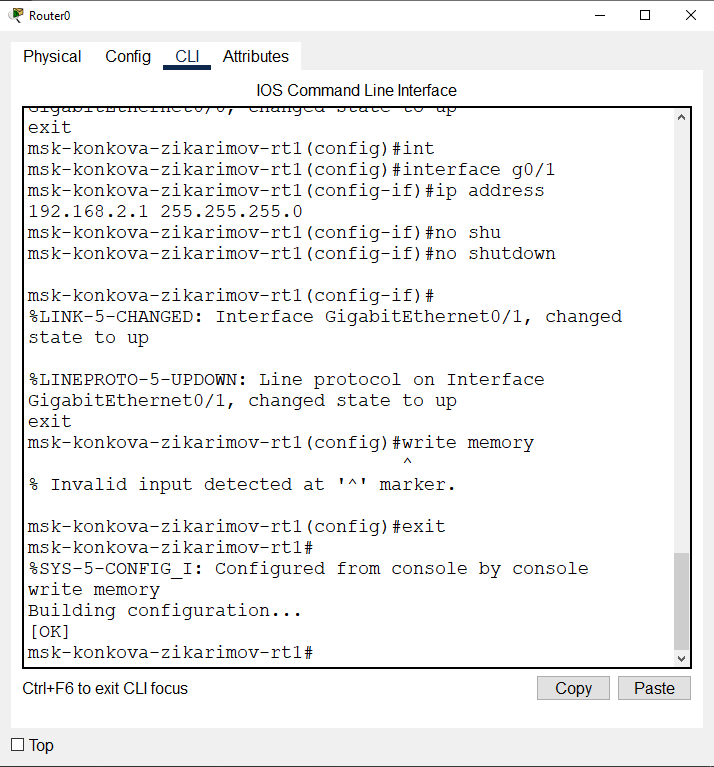 Router0
Physical Config CLI Attributes
IOS Command Line Interface
GigabitEthernet0/0, changed state to up
exit
msk-konkova-zikarimov-rt1(config)#int
msk-konkova-zikarimov-rt1(config)#interface g0/1
msk-konkova-zikarimov-rt1(config-if)#ip address
192.168.2.1 255.255.255.0
msk-konkova-zikarimov-rt1(config-if)#no shu
msk-konkova-zikarimov-rt1(config-if)#no shutdown
msk-konkova-zikarimov-rt1(config-if)#
%LINK-5-CHANGED: Interface GigabitEthernet0/1, changed
state to up
%LINEPROTO-5-UPDOWN: Line protocol on Interface
GigabitEthernet0/1, changed state to up
exit
msk-konkova-zikarimov-rt1(config)#write memory
^
% Invalid input detected at '^' marker.
msk-konkova-zikarimov-rt1(config)#exit
msk-konkova-zikarimov-rt1#
%SYS-5-CONFIG_I: Configured from console by console
write memory
Building configuration...
[OK]
msk-konkova-zikarimov-rt1#
Ctrl+F6 to exit CLI focus
Copy Paste
Top